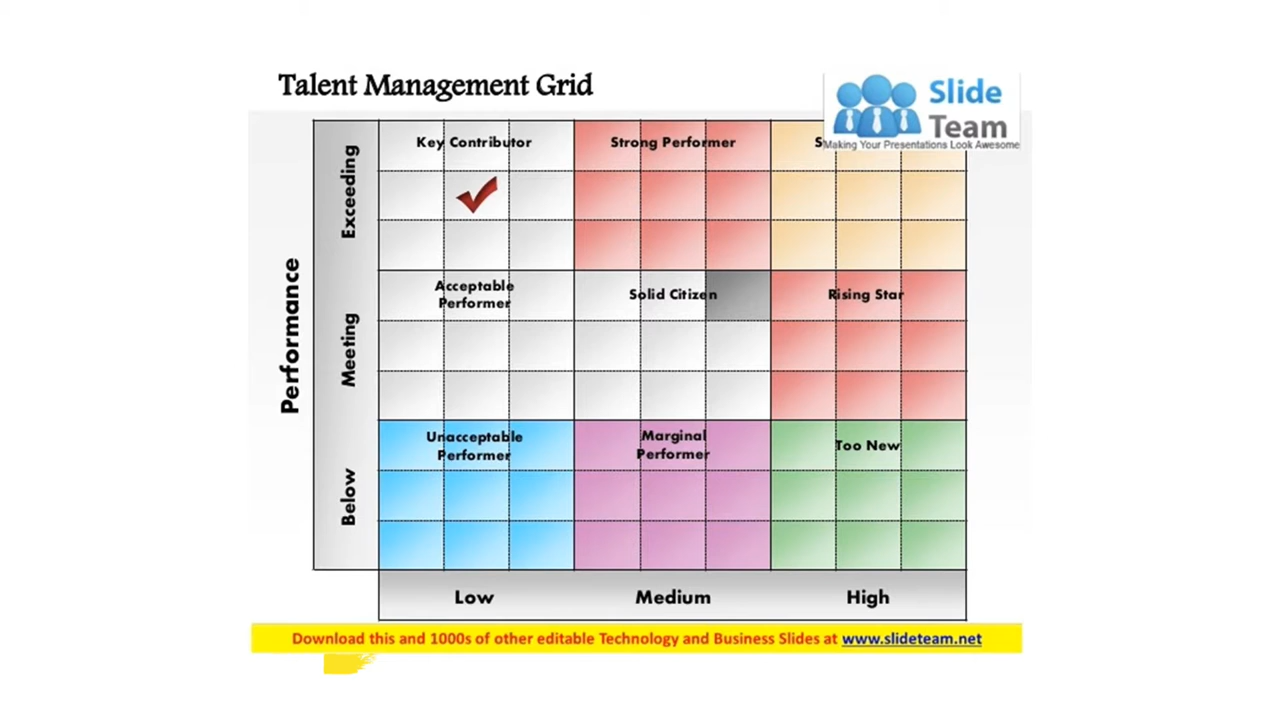 Talent Management Grid
Slide
Team
Making Your Presentations Look Awesome
Key Contributor
Strong Performer
Exceeding
Acceptable
Performer
Solid Citizen
Rising Star
Meeting
Performance
Unacceptable
Performer
Marginal
Performer
Too New
Below
Low
Medium
High
Download this and 1000s of other editable Technology and Business Slides at www.slideteam.net